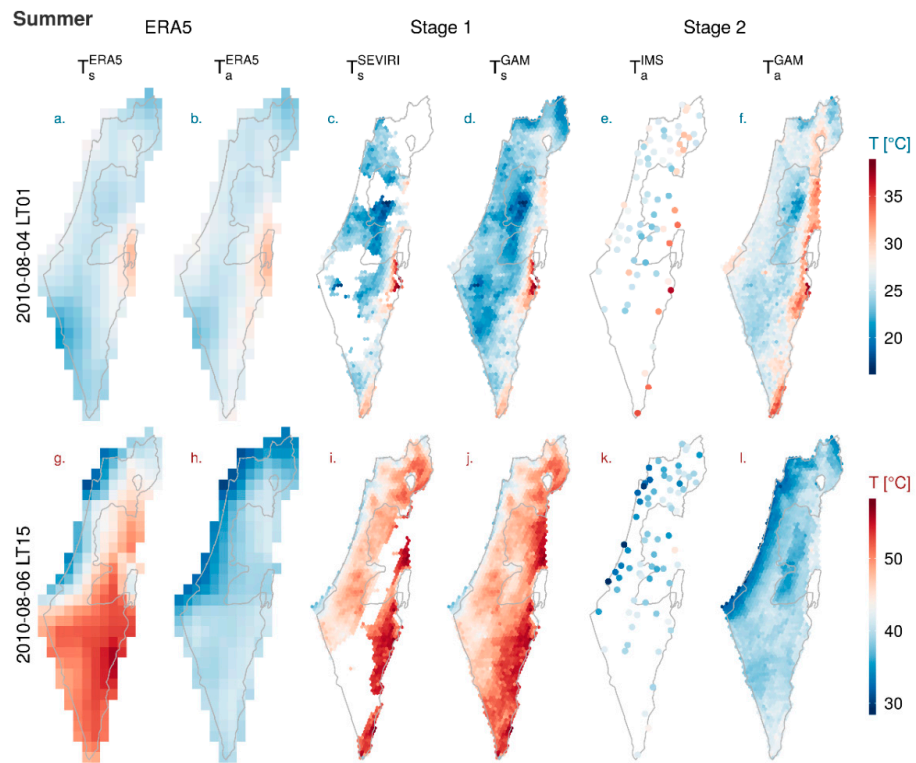 Summer
ERA5 Stage 1 Stage 2
T_s^ERA5 T_a^ERA5 T_s^SEVIRI T_s^GAM T_a^IMS T_a^GAM
2010-08-04 LT01
a. b. c. d. e. f.
T [°C]
35
30
25
20
2010-08-06 LT15
g. h. i. j. k. l.
T [°C]
50
40
30